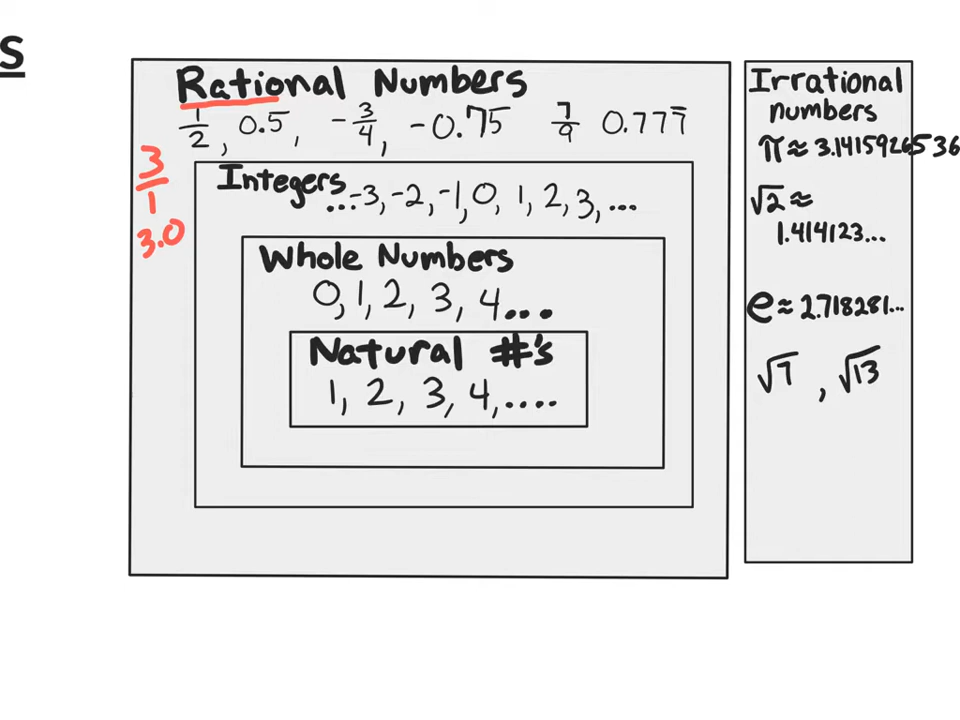 s
Rational Numbers
1/2, 0.5, -3/4, -0.75 7/9 0.777̅
3/1
3.0
Integers
...-3, -2, -1, 0, 1, 2, 3, ...
Whole Numbers
0, 1, 2, 3, 4...
Natural #'s
1, 2, 3, 4, ....
Irrational
numbers
π ≈ 3.1415926536
√2 ≈
1.414123...
e ≈ 2.718281...
√7 , √13